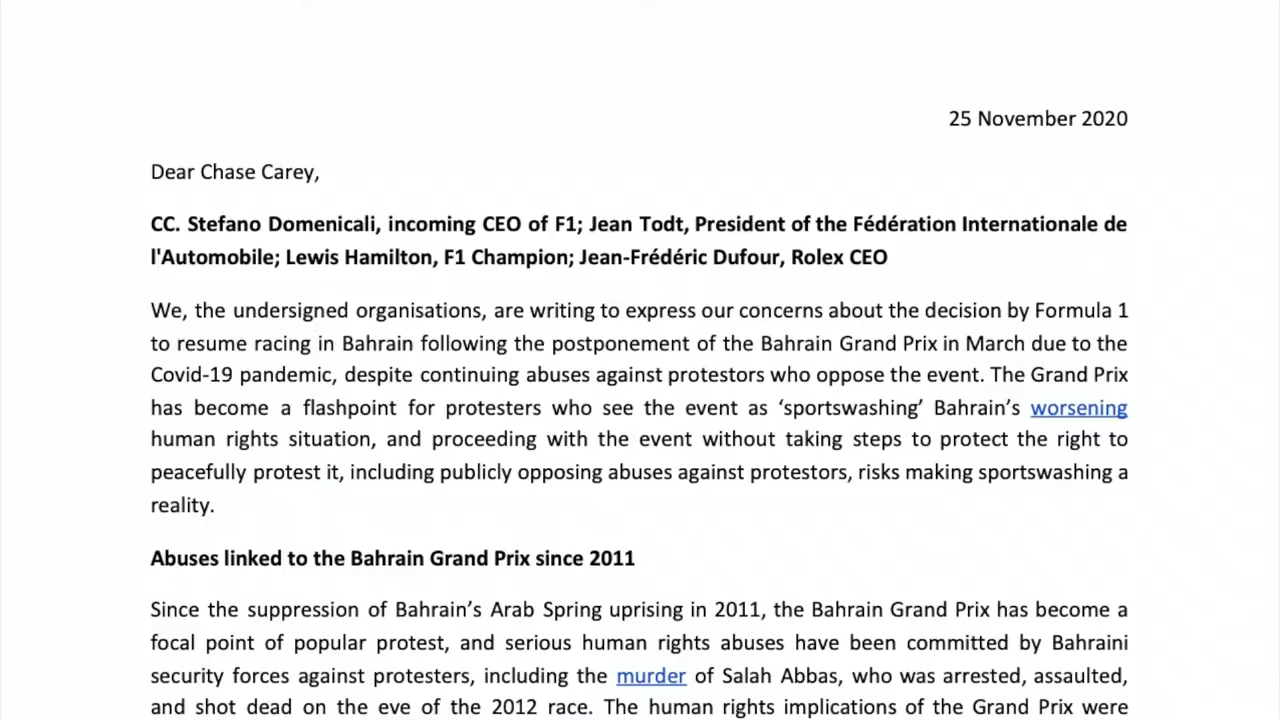 25 November 2020
Dear Chase Carey,
CC. Stefano Domenicali, incoming CEO of F1; Jean Todt, President of the Fédération Internationale de
l'Automobile; Lewis Hamilton, F1 Champion; Jean-Frédéric Dufour, Rolex CEO
We, the undersigned organisations, are writing to express our concerns about the decision by Formula 1
to resume racing in Bahrain following the postponement of the Bahrain Grand Prix in March due to the
Covid-19 pandemic, despite continuing abuses against protestors who oppose the event. The Grand Prix
has become a flashpoint for protesters who see the event as ‘sportswashing’ Bahrain’s worsening
human rights situation, and proceeding with the event without taking steps to protect the right to
peacefully protest it, including publicly opposing abuses against protestors, risks making sportswashing a
reality.
Abuses linked to the Bahrain Grand Prix since 2011
Since the suppression of Bahrain’s Arab Spring uprising in 2011, the Bahrain Grand Prix has become a
focal point of popular protest, and serious human rights abuses have been committed by Bahraini
security forces against protesters, including the murder of Salah Abbas, who was arrested, assaulted,
and shot dead on the eve of the 2012 race. The human rights implications of the Grand Prix were